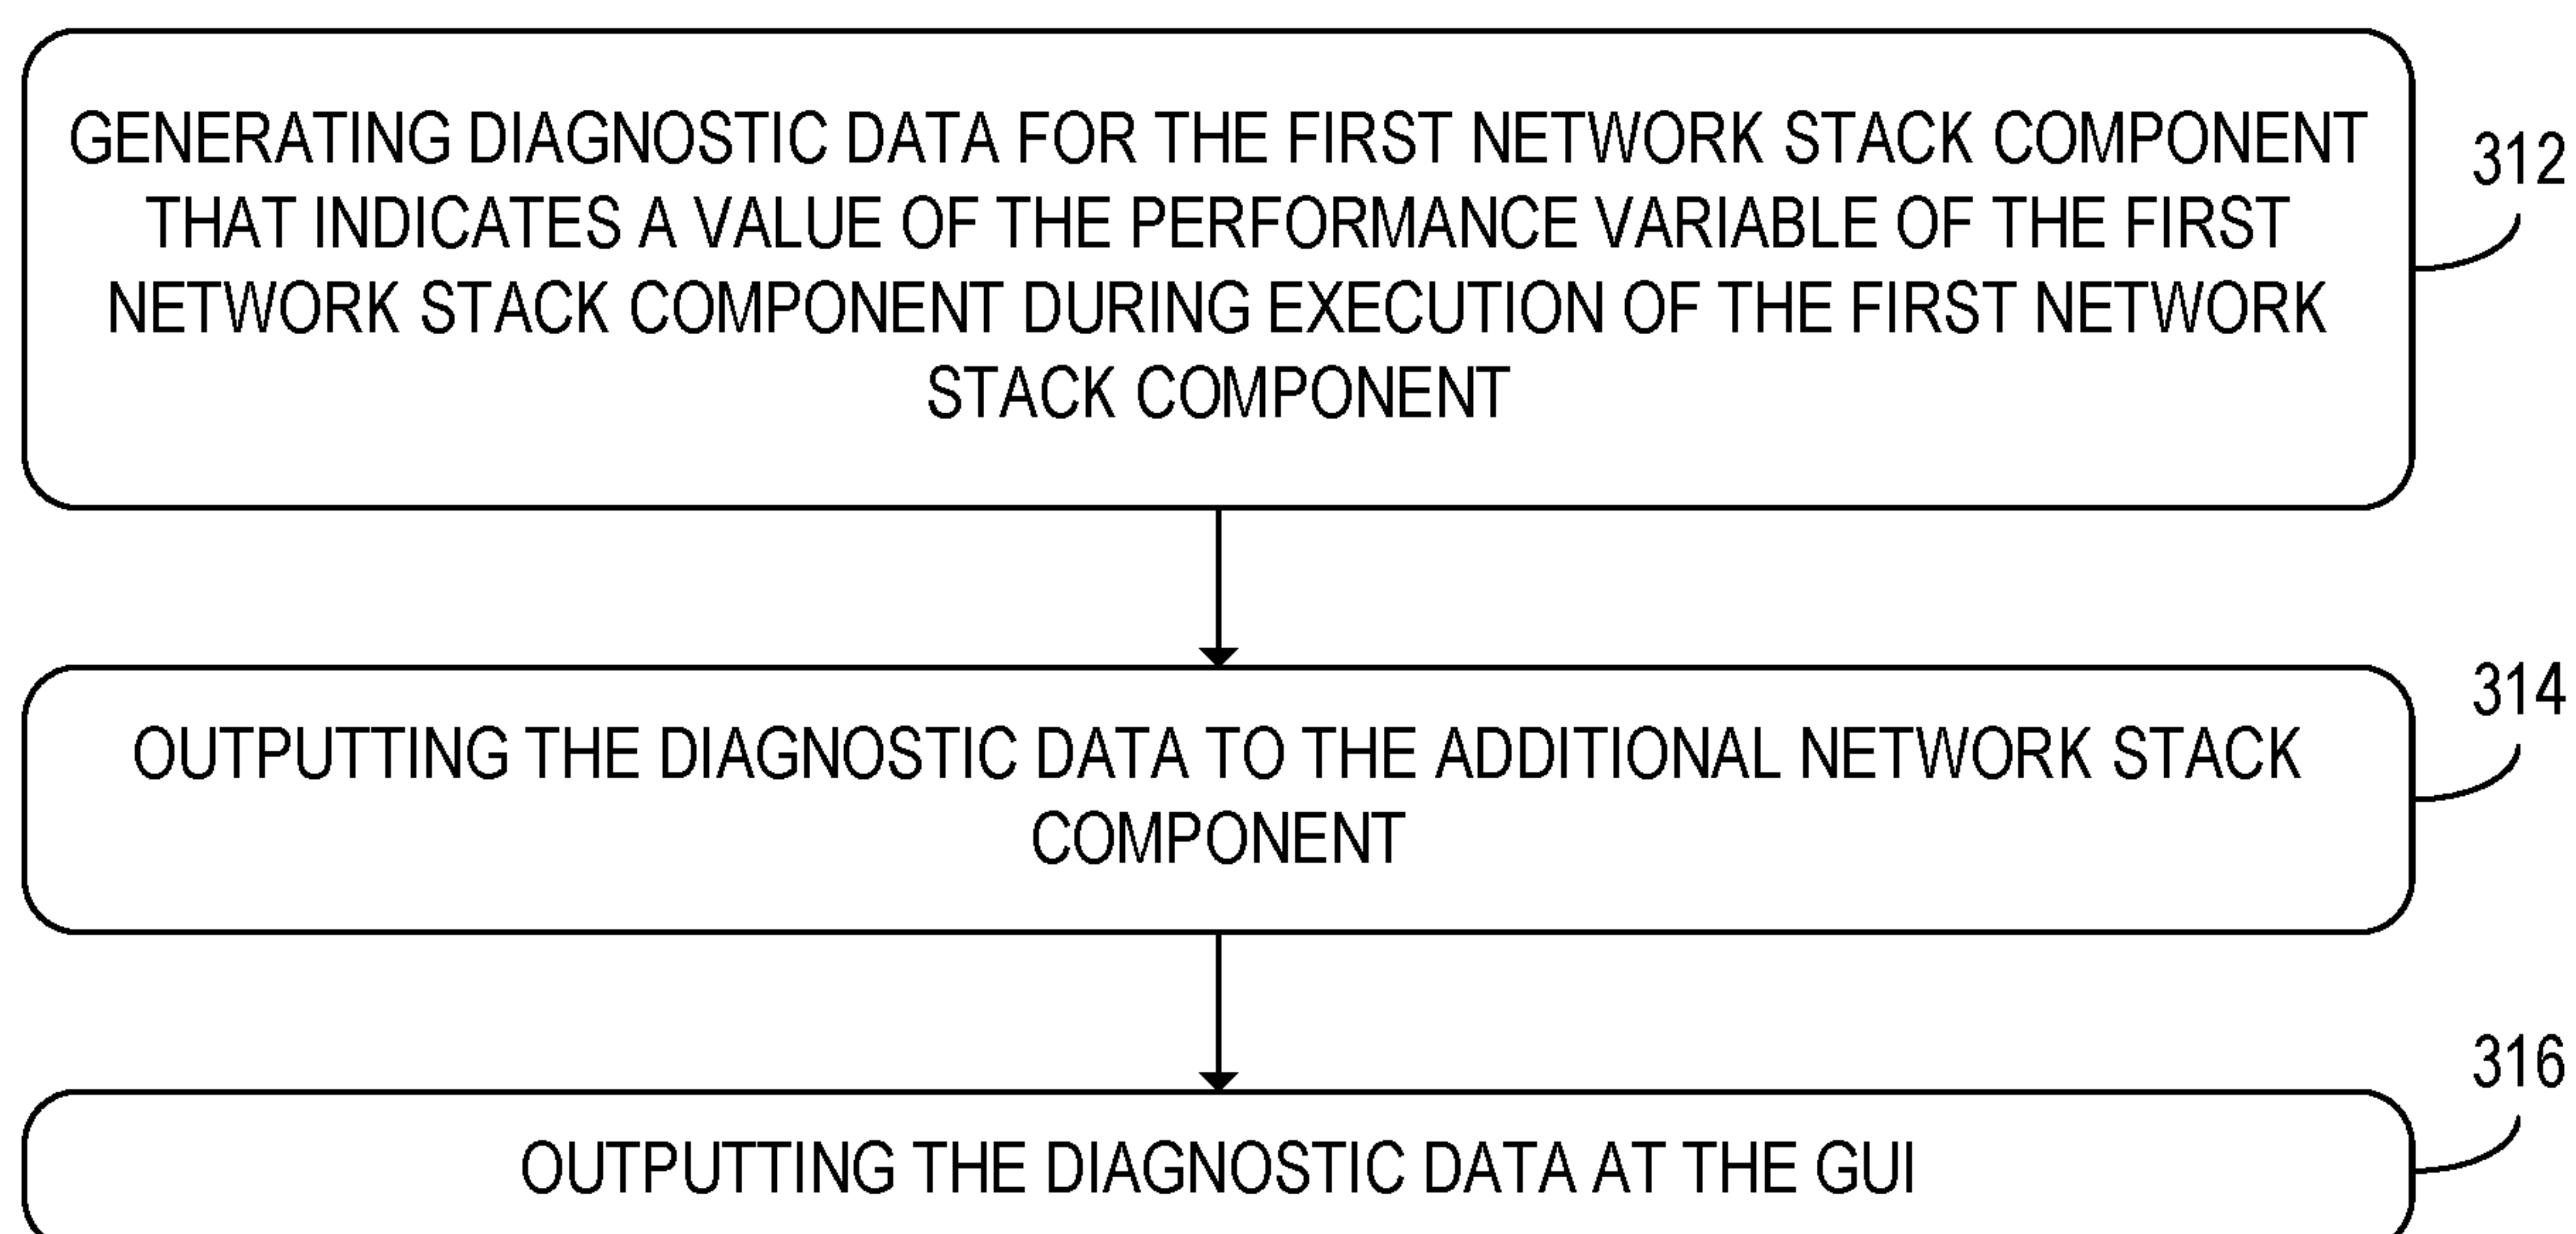 GENERATING DIAGNOSTIC DATA FOR THE FIRST NETWORK STACK COMPONENT
THAT INDICATES A VALUE OF THE PERFORMANCE VARIABLE OF THE FIRST
NETWORK STACK COMPONENT DURING EXECUTION OF THE FIRST NETWORK
STACK COMPONENT
312
OUTPUTTING THE DIAGNOSTIC DATA TO THE ADDITIONAL NETWORK STACK
COMPONENT
314
OUTPUTTING THE DIAGNOSTIC DATA AT THE GUI
316